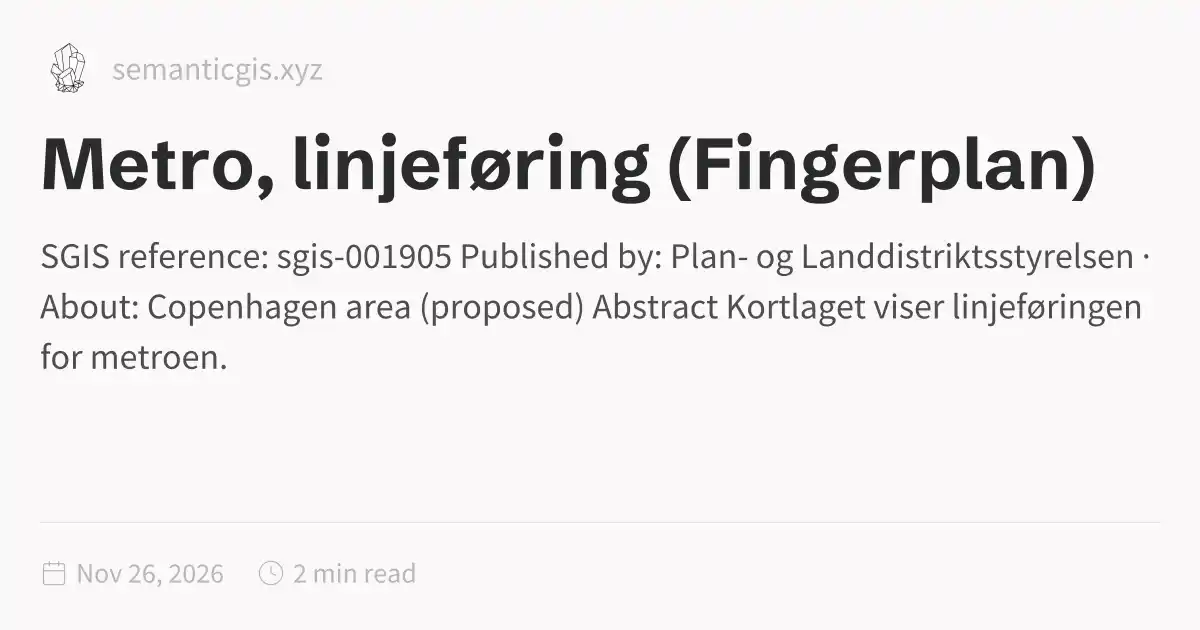 semanticgis.xyz
Metro, linjeføring (Fingerplan)
SGIS reference: sgis-001905 Published by: Plan- og Landdistriktsstyrelsen ·
About: Copenhagen area (proposed) Abstract Kortlaget viser linjeføringen
for metroen.
Nov 26, 2026 2 min read